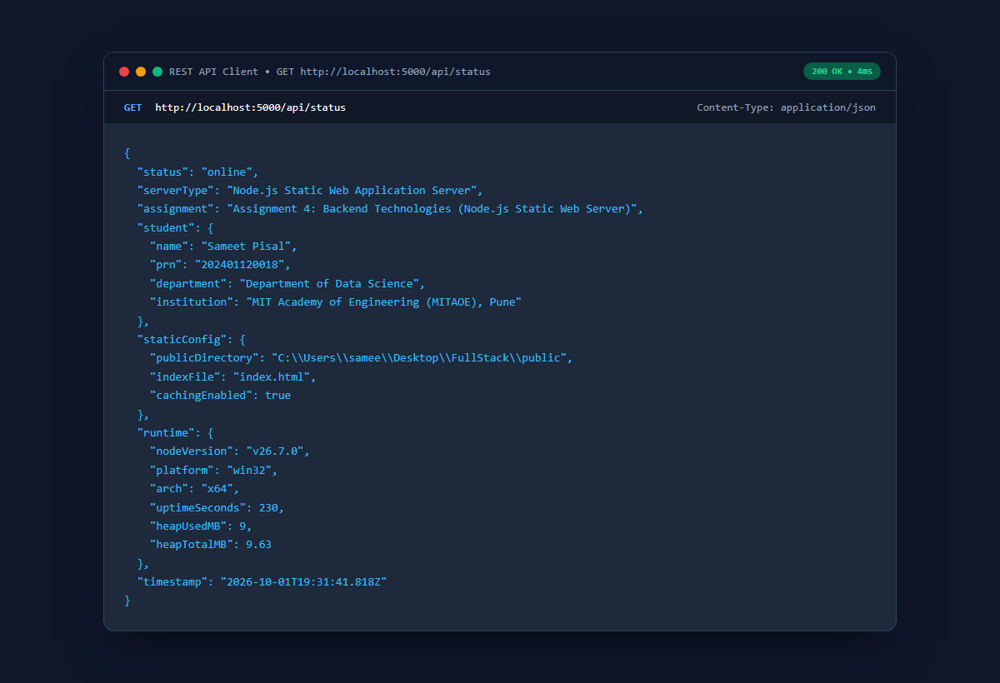 REST API Client • GET http://localhost:5000/api/status
200 OK • 4ms
GET http://localhost:5000/api/status
Content-Type: application/json
{
  "status": "online",
  "serverType": "Node.js Static Web Application Server",
  "assignment": "Assignment 4: Backend Technologies (Node.js Static Web Server)",
  "student": {
    "name": "Sameet Pisal",
    "prn": "202401120018",
    "department": "Department of Data Science",
    "institution": "MIT Academy of Engineering (MITAOE), Pune"
  },
  "staticConfig": {
    "publicDirectory": "C:\\Users\\samee\\Desktop\\FullStack\\public",
    "indexFile": "index.html",
    "cachingEnabled": true
  },
  "runtime": {
    "nodeVersion": "v26.7.0",
    "platform": "win32",
    "arch": "x64",
    "uptimeSeconds": 230,
    "heapUsedMB": 9,
    "heapTotalMB": 9.63
  },
  "timestamp": "2026-10-01T19:31:41.818Z"
}